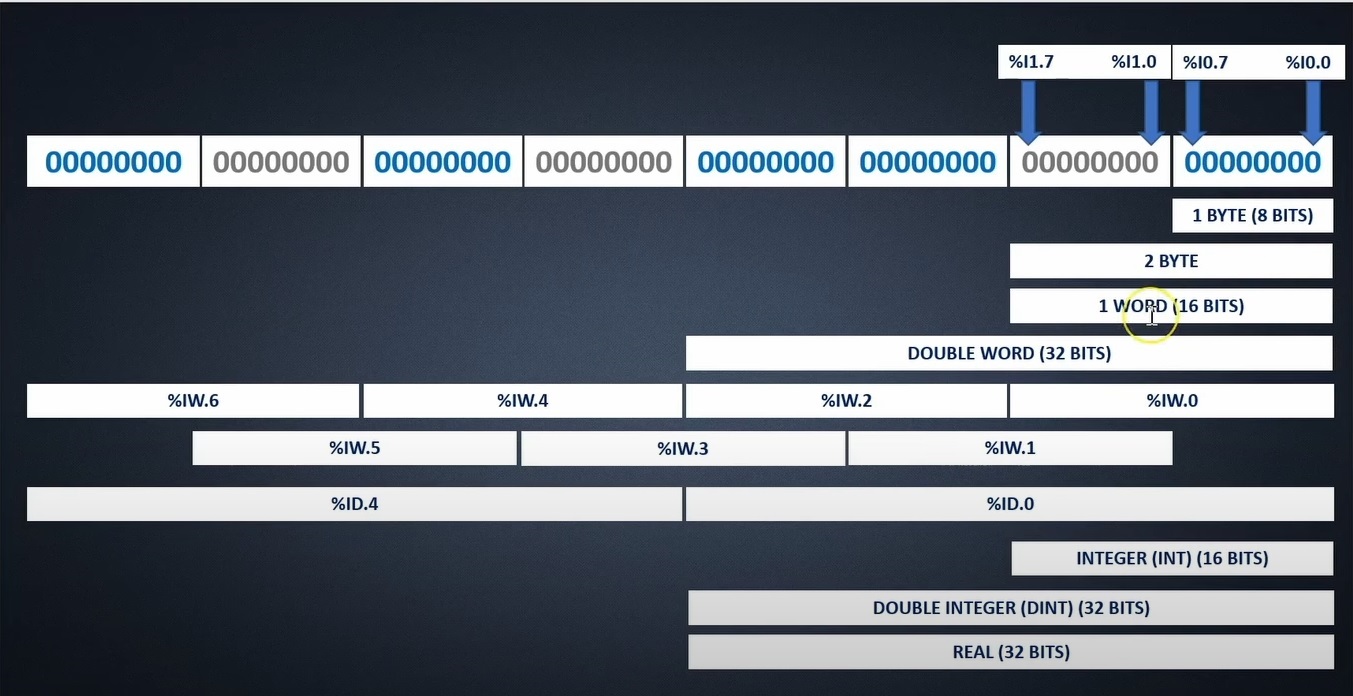 %I1.7 %I1.0 %I0.7 %I0.0
00000000 00000000 00000000 00000000 00000000 00000000 00000000 00000000
1 BYTE (8 BITS)
2 BYTE
1 WORD (16 BITS)
DOUBLE WORD (32 BITS)
%IW.6 %IW.4 %IW.2 %IW.0
%IW.5 %IW.3 %IW.1
%ID.4 %ID.0
INTEGER (INT) (16 BITS)
DOUBLE INTEGER (DINT) (32 BITS)
REAL (32 BITS)